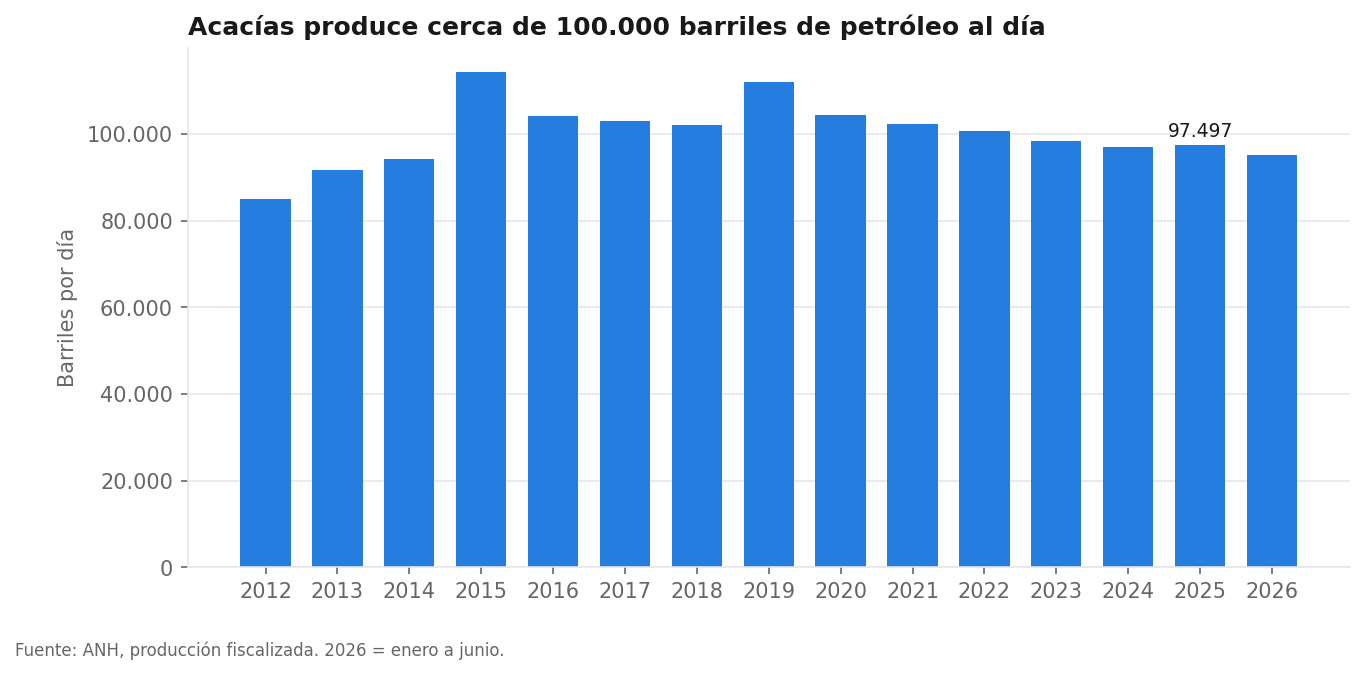 Acacías produce cerca de 100.000 barriles de petróleo al día
Barriles por día
100.000
80.000
60.000
40.000
20.000
0
97.497
2012 2013 2014 2015 2016 2017 2018 2019 2020 2021 2022 2023 2024 2025 2026
Fuente: ANH, producción fiscalizada. 2026 = enero a junio.